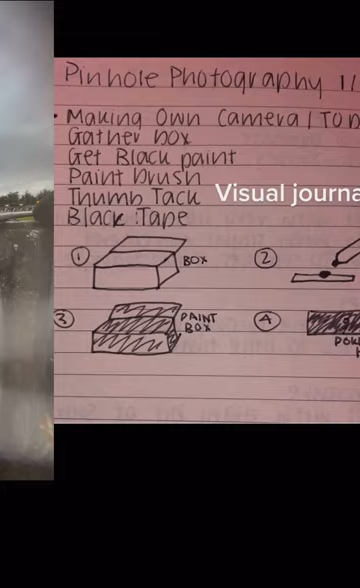 Pinhole Photography
• Making Own Camera
Gather box
Get Black paint
Paint brush
Thumb Tack
Black Tape
Visual journa
① BOX
②
③ PAINT
BOX
④